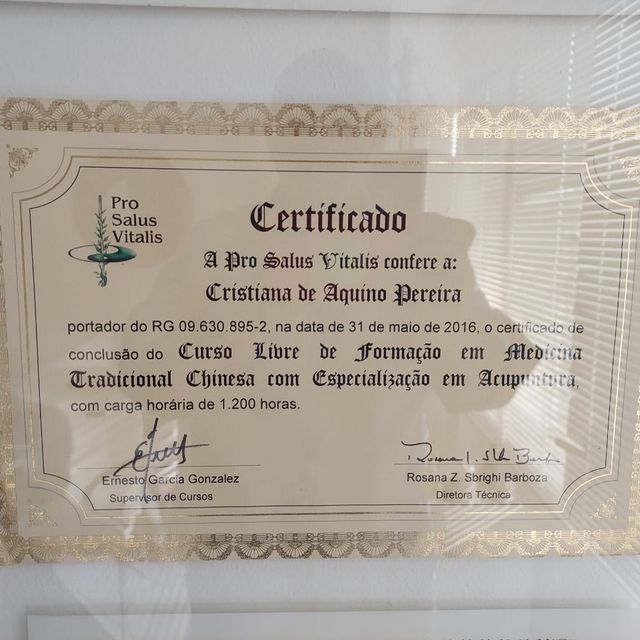 Pro
Salus
Vitalis
Certificado
A Pro Salus Vitalis confere a:
Cristiana de Aquino Pereira
portador do RG 09.630.895-2, na data de 31 de maio de 2016, o certificado de
conclusão do Curso Livre de Formação em Medicina
Tradicional Chinesa com Especialização em Acupuntura,
com carga horária de 1.200 horas.
Ernesto Garcia Gonzalez
Supervisor de Cursos
Rosana Z. Sbrighi Barboza
Diretora Técnica